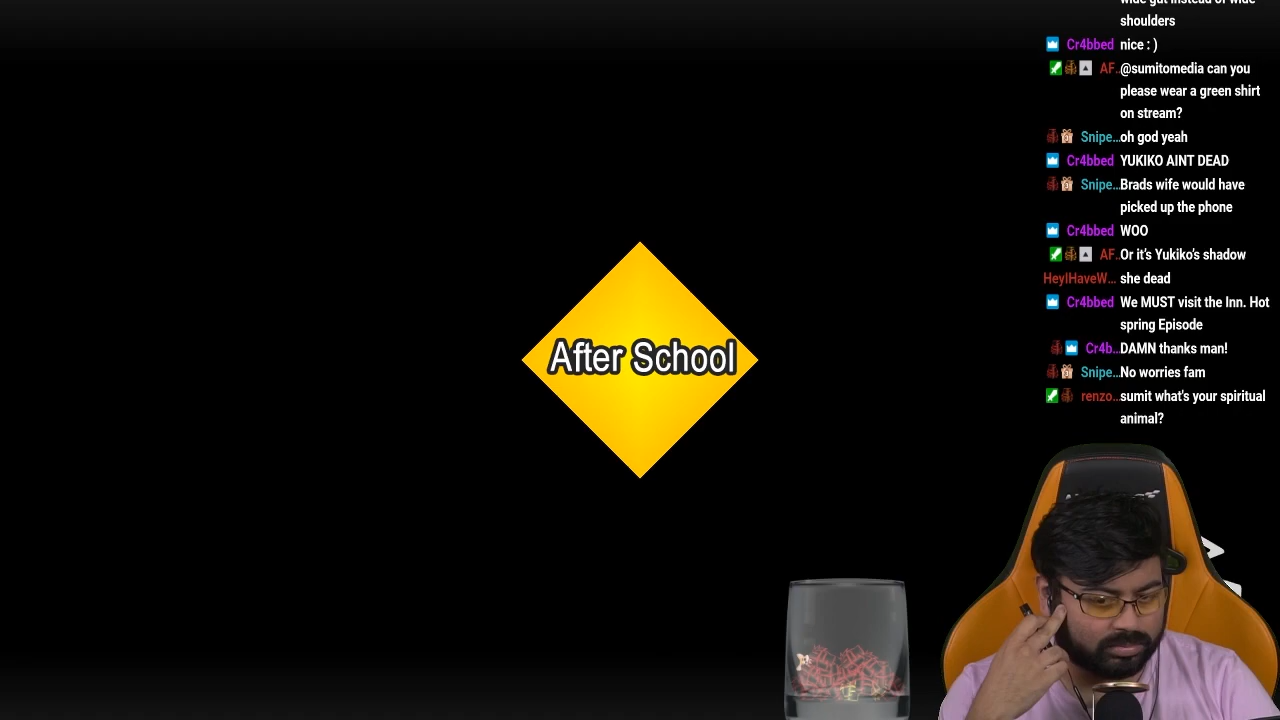 After School
shoulders
Cr4bbed nice : )
AF... @sumitomedia can you
please wear a green shirt
on stream?
Snipe... oh god yeah
Cr4bbed YUKIKO AINT DEAD
Snipe... Brads wife would have
picked up the phone
Cr4bbed WOO
AF... Or it's Yukiko's shadow
HeyIHaveW... she dead
Cr4bbed We MUST visit the Inn. Hot
spring Episode
Cr4b... DAMN thanks man!
Snipe... No worries fam
renzo... sumit what's your spiritual
animal?